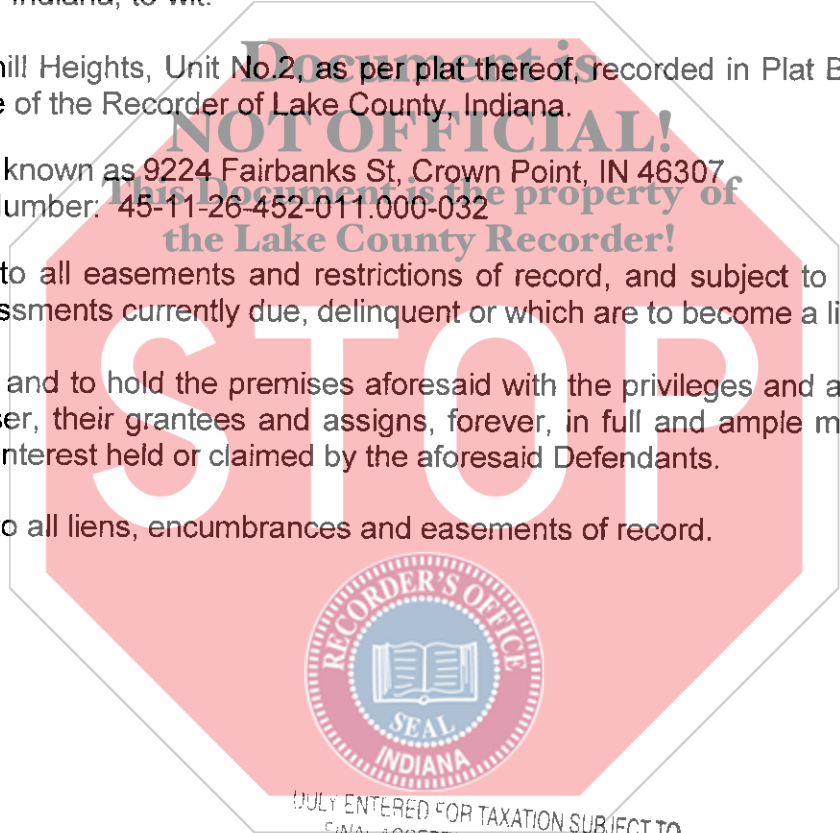 Indiana, to wit:
ill Heights, Unit No.2, as per plat thereof, recorded in Plat B
e of the Recorder of Lake County, Indiana.
known as 9224 Fairbanks St, Crown Point, IN 46307
umber: 45-11-26-452-011.000-032
to all easements and restrictions of record, and subject to
ssments currently due, delinquent or which are to become a li
and to hold the premises aforesaid with the privileges and a
ser, their grantees and assigns, forever, in full and ample m
nterest held or claimed by the aforesaid Defendants.
o all liens, encumbrances and easements of record.
Document is
NOT OFFICIAL!
This Document is the property of
the Lake County Recorder!
STOP
RECORDER'S OFFICE
SEAL
INDIANA
DULY ENTERED FOR TAXATION SUBJECT TO